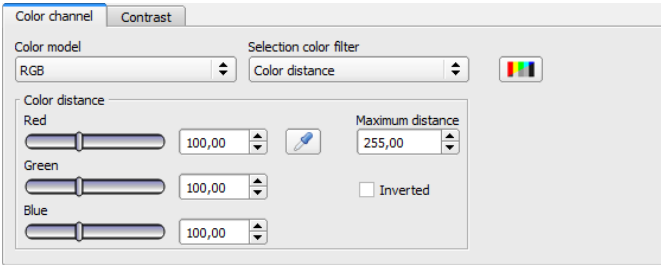 Color channel Contrast
Color model Selection color filter
RGB Color distance
Color distance
Red Maximum distance
100,00 255,00
Green
100,00 Inverted
Blue
100,00